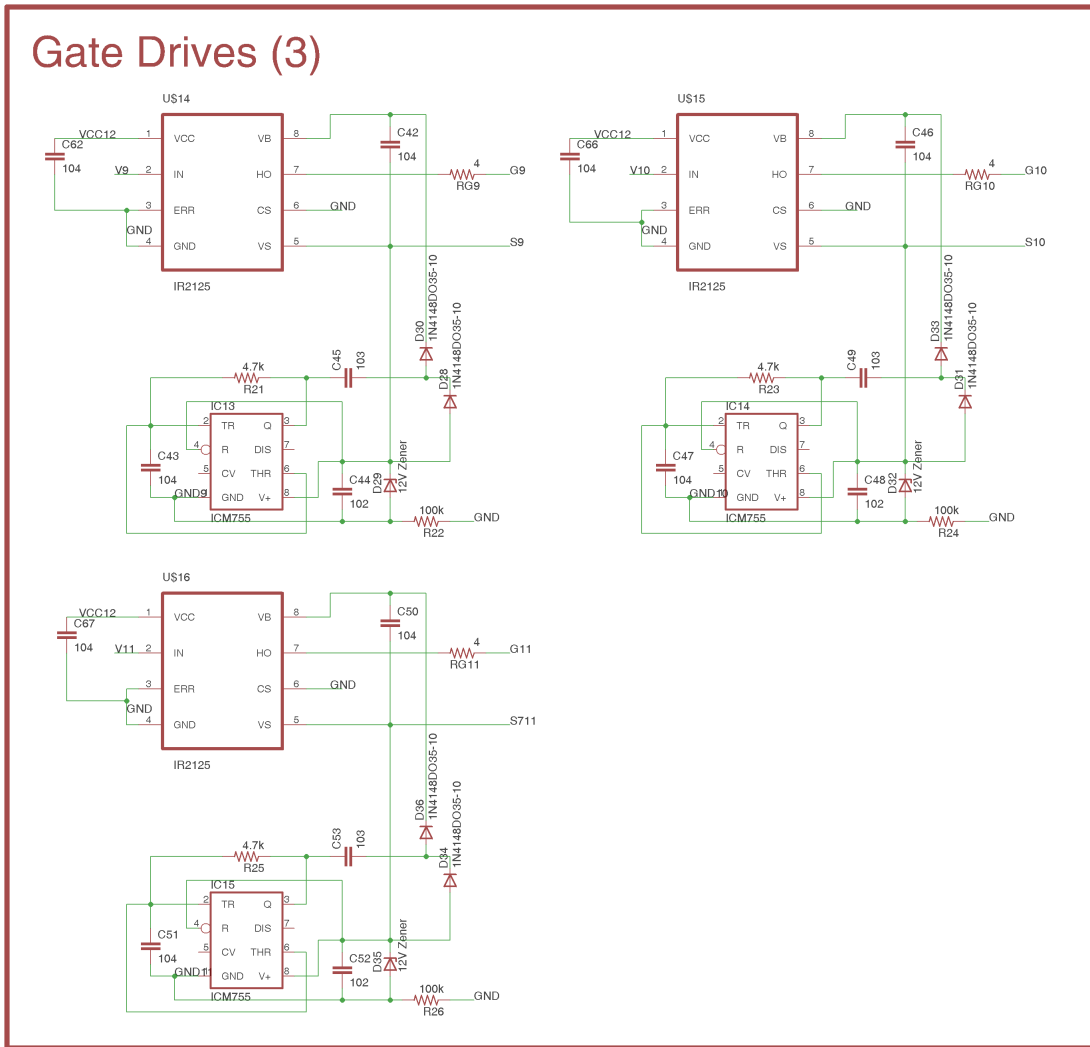 Gate Drives (3)
U$14
VCC12 1 VCC VB 8
C62
104
V9 2 IN HO 7
3 ERR CS 6 GND
GND
4 GND VS 5
IR2125
C42
104
4
RG9
G9
S9
D30
1N4148DO35-10
D28
1N4148DO35-10
4.7k
R21
C45
103
IC13
2 TR Q 3
4 R DIS 7
5 CV THR 6
GND9 GND V+ 8
ICM755
C43
104
C44
102
D29
12V Zener
100k
R22
GND
U$15
VCC12 1 VCC VB 8
C66
104
V10 2 IN HO 7
3 ERR CS 6 GND
GND
4 GND VS 5
IR2125
C46
104
4
RG10
G10
S10
D33
1N4148DO35-10
D31
1N4148DO35-10
4.7k
R23
C49
103
IC14
2 TR Q 3
4 R DIS 7
5 CV THR 6
GND10 GND V+ 8
ICM755
C47
104
C48
102
D32
12V Zener
100k
R24
GND
U$16
VCC12 1 VCC VB 8
C67
104
V11 2 IN HO 7
3 ERR CS 6 GND
GND
4 GND VS 5
IR2125
C50
104
4
RG11
G11
S711
D36
1N4148DO35-10
D34
1N4148DO35-10
4.7k
R25
C53
103
IC15
2 TR Q 3
4 R DIS 7
5 CV THR 6
GND11 GND V+ 8
ICM755
C51
104
C52
102
D35
12V Zener
100k
R26
GND